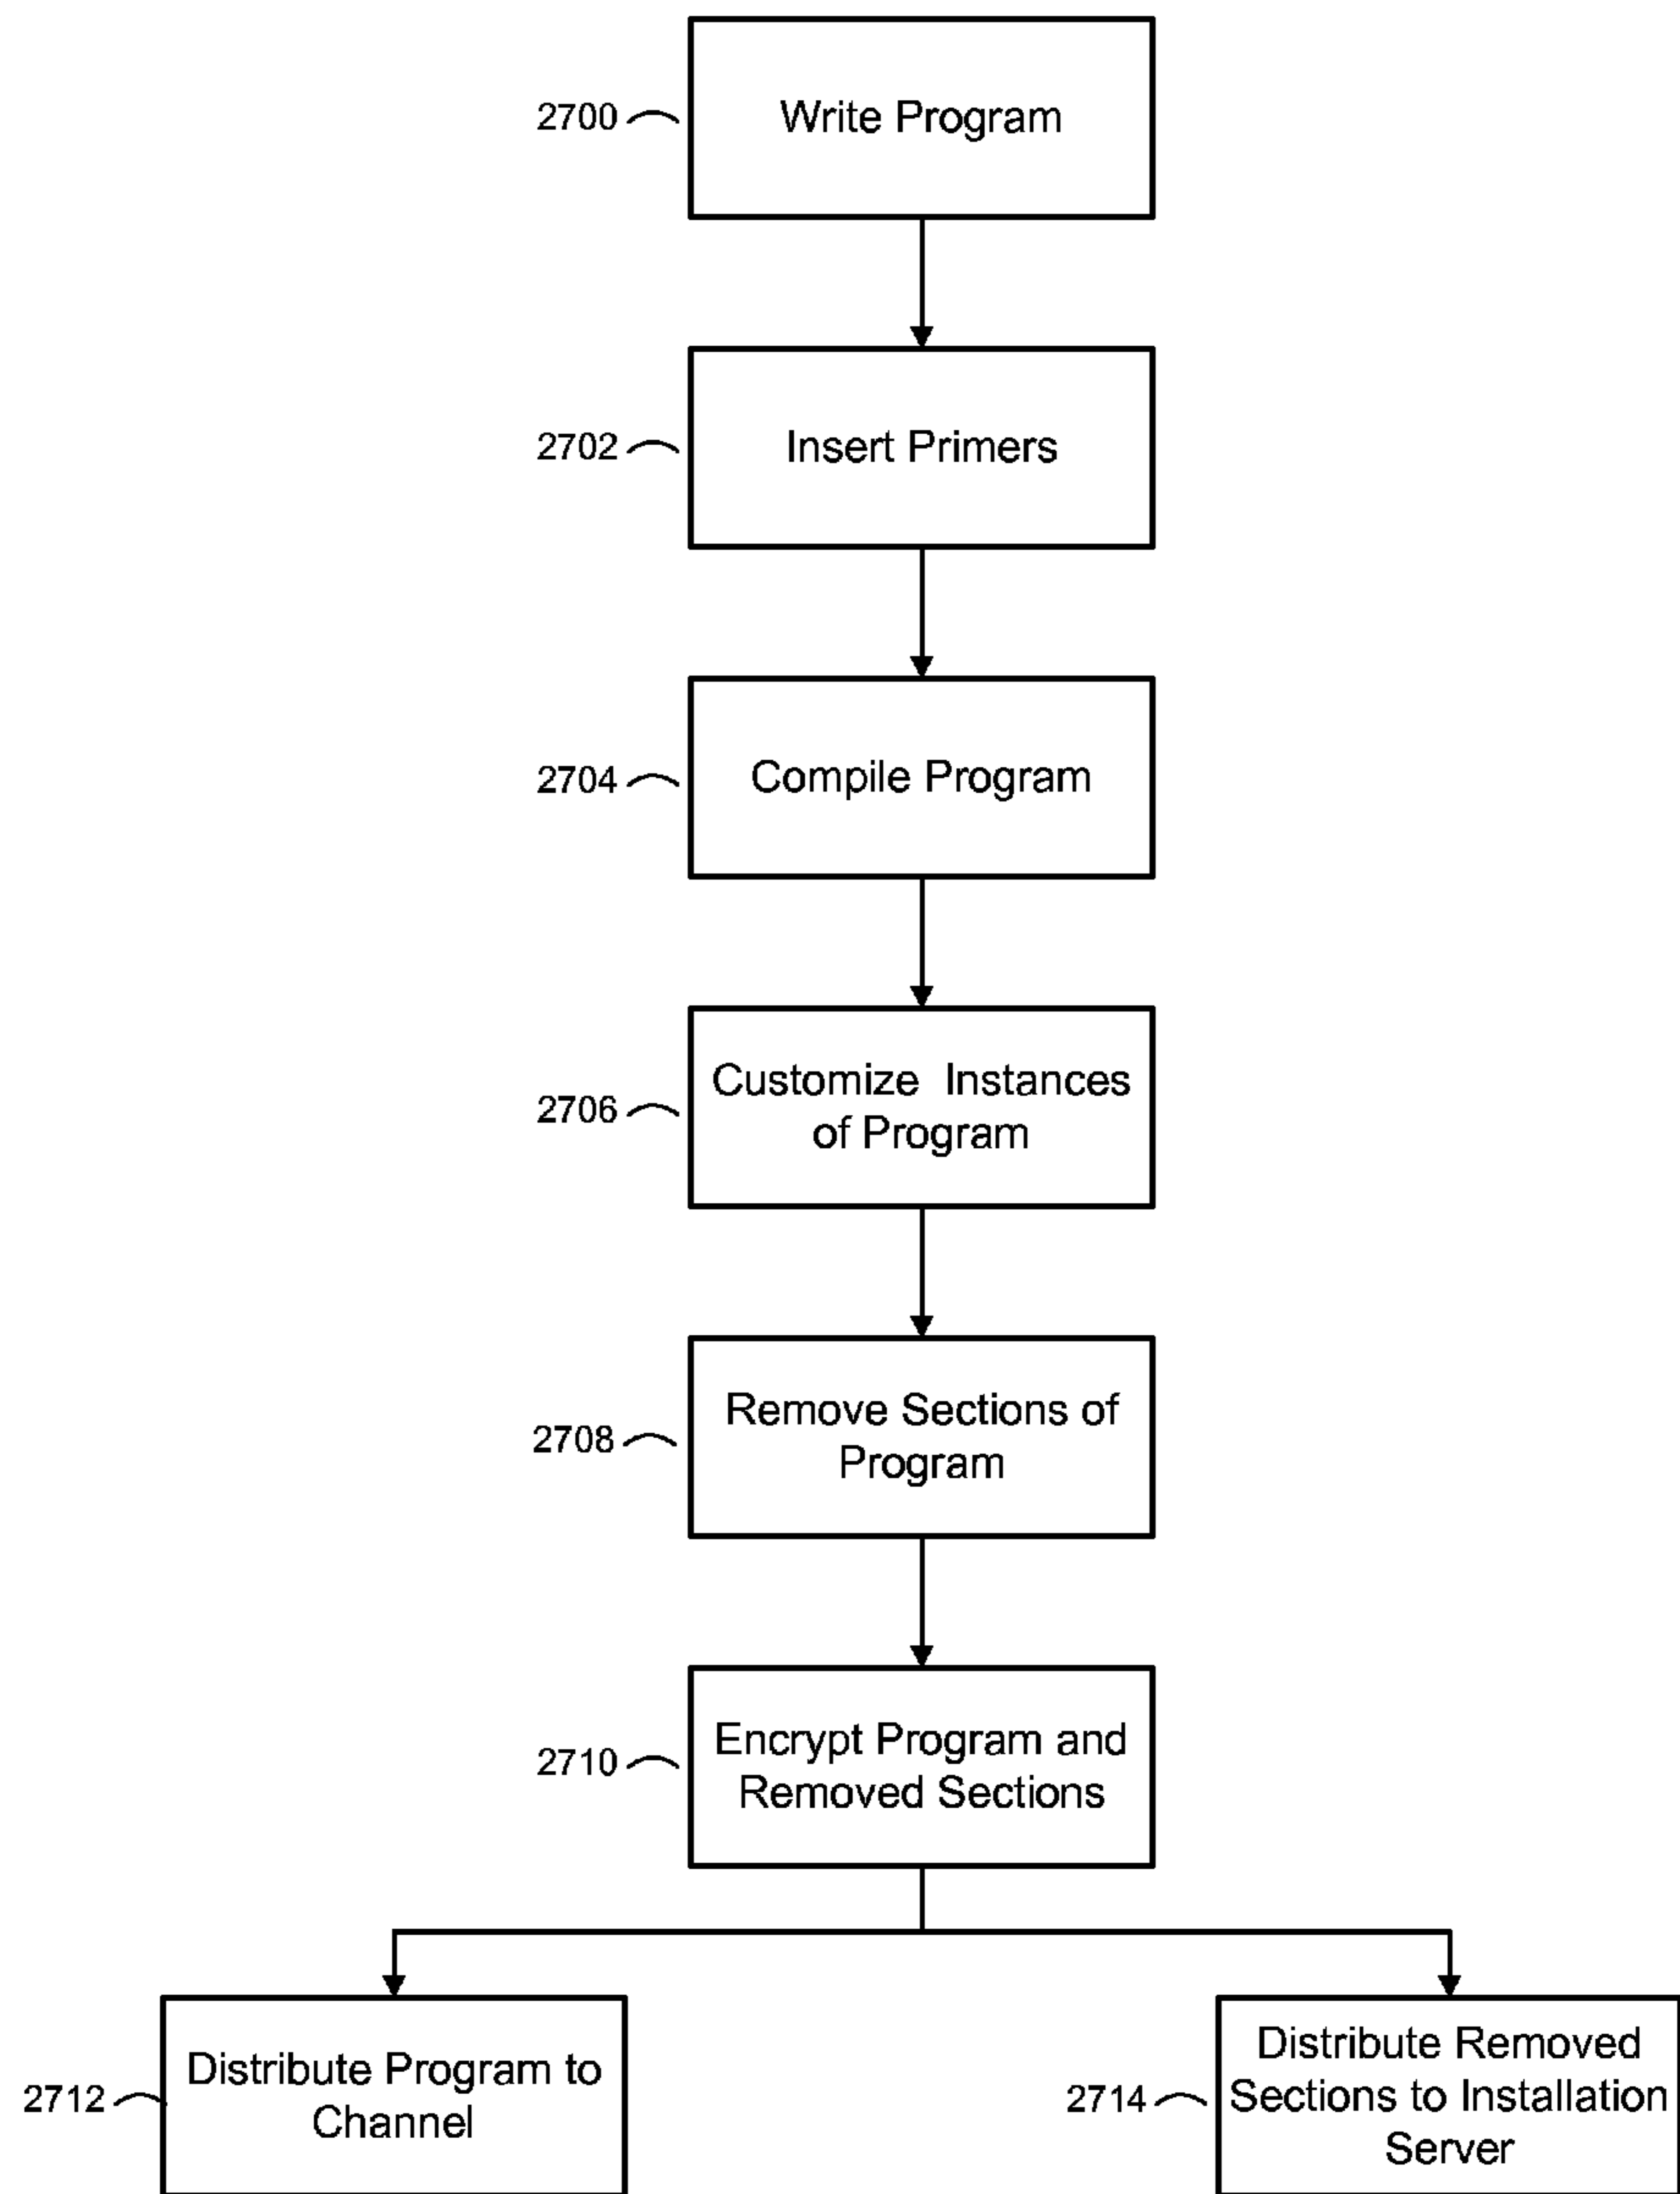 2700
Write Program
2702
Insert Primers
2704
Compile Program
2706
Customize Instances
of Program
2708
Remove Sections of
Program
2710
Encrypt Program and
Removed Sections
2712
Distribute Program to
Channel
2714
Distribute Removed
Sections to Installation
Server